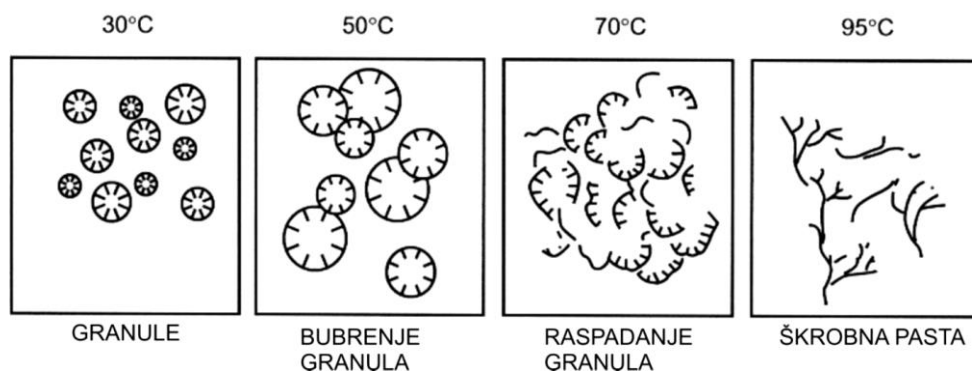 30°C
50°C
70°C
95°C
GRANULE
BUBRENJE
GRANULA
RASPADANJE
GRANULA
ŠKROBNA PASTA